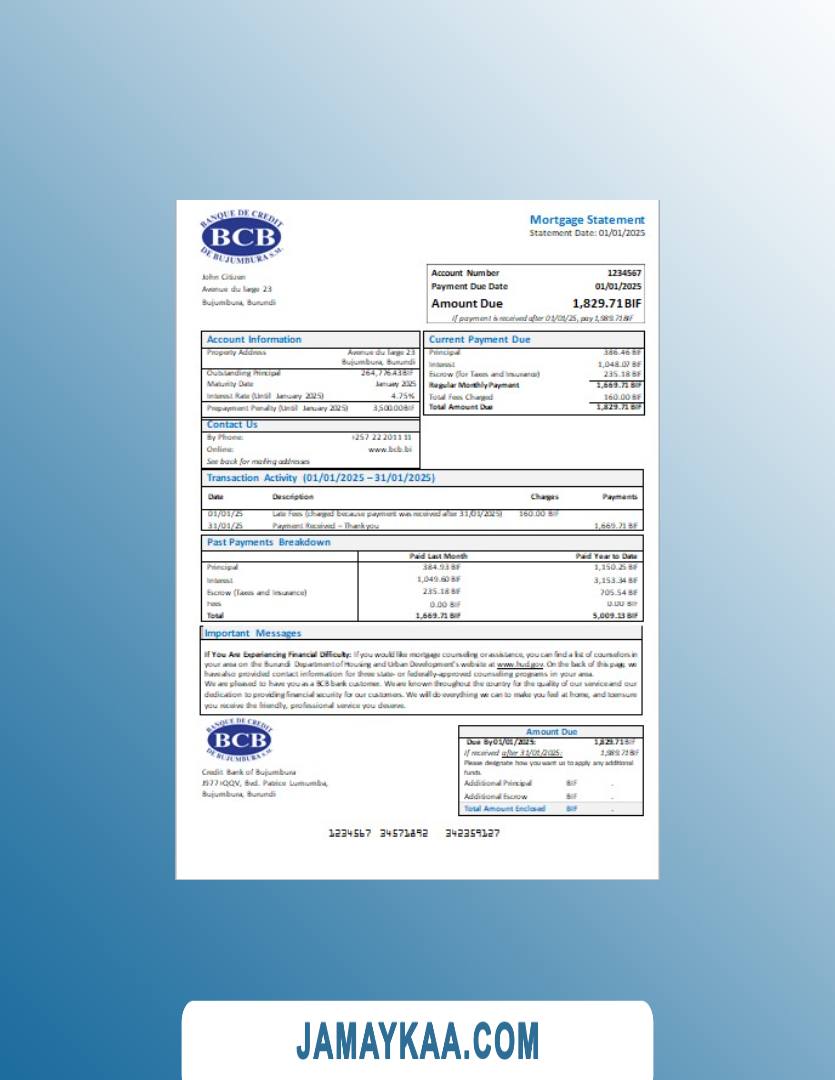 BANQUE DE CREDIT
BCB
DE BUJUMBURA S.M.
Mortgage Statement
Statement Date: 01/01/2025
John Citizen
Avenue du large 23
Bujumbura, Burundi
Account Number 1234567
Payment Due Date 01/01/2025
Amount Due 1,829.71 BIF
If payment is received after 01/01/25, pay 1,989.71 BIF
Account Information
Property Address Avenue du large 23
Bujumbura, Burundi
Outstanding Principal 264,776.43 BIF
Maturity Date January 2025
Interest Rate (Until January 2025) 4.75%
Prepayment Penalty (Until January 2025) 3,500.00 BIF
Contact Us
By Phone: +257 22 20 11 11
Online: www.bcb.bi
See back for mailing addresses
Current Payment Due
Principal 386.46 BIF
Interest 1,048.07 BIF
Escrow (for Taxes and Insurance) 235.18 BIF
Regular Monthly Payment 1,669.71 BIF
Total Fees Charged 160.00 BIF
Total Amount Due 1,829.71 BIF
Transaction Activity (01/01/2025 – 31/01/2025)
Date Description Charges Payments
01/01/25 Late Fees (charged because payment was received after 31/01/2025) 160.00 BIF
31/01/25 Payment Received – Thank you 1,669.71 BIF
Past Payments Breakdown
Paid Last Month Paid Year to Date
Principal 384.93 BIF 1,150.25 BIF
Interest 1,049.60 BIF 3,153.34 BIF
Escrow (Taxes and Insurance) 235.18 BIF 705.54 BIF
Fees 0.00 BIF 0.00 BIF
Total 1,669.71 BIF 5,009.13 BIF
Important Messages
If You Are Experiencing Financial Difficulty: If you would like mortgage counseling or assistance, you can find a list of counselors in
your area on the Burundi Department of Housing and Urban Development's website at www.hud.gov. On the back of this page, we
have also provided contact information for three state- or federally-approved counseling programs in your area.
We are pleased to have you as a BCB bank customer. We are known throughout the country for the quality of our service and our
dedication to providing financial security for our customers. We will do everything we can to make you feel at home, and to ensure
you receive the friendly, professional service you deserve.
BANQUE DE CREDIT
BCB
DE BUJUMBURA S.M.
Credit Bank of Bujumbura
J977+QQV, Bvd. Patrice Lumumba,
Bujumbura, Burundi
Amount Due
Due By 01/01/2025: 1,829.71 BIF
If received after 31/01/2025: 1,989.71 BIF
Please designate how you want us to apply any additional
funds.
Additional Principal BIF -
Additional Escrow BIF -
Total Amount Enclosed BIF -
1234567 34571892 342359127
JAMAYKAA.COM